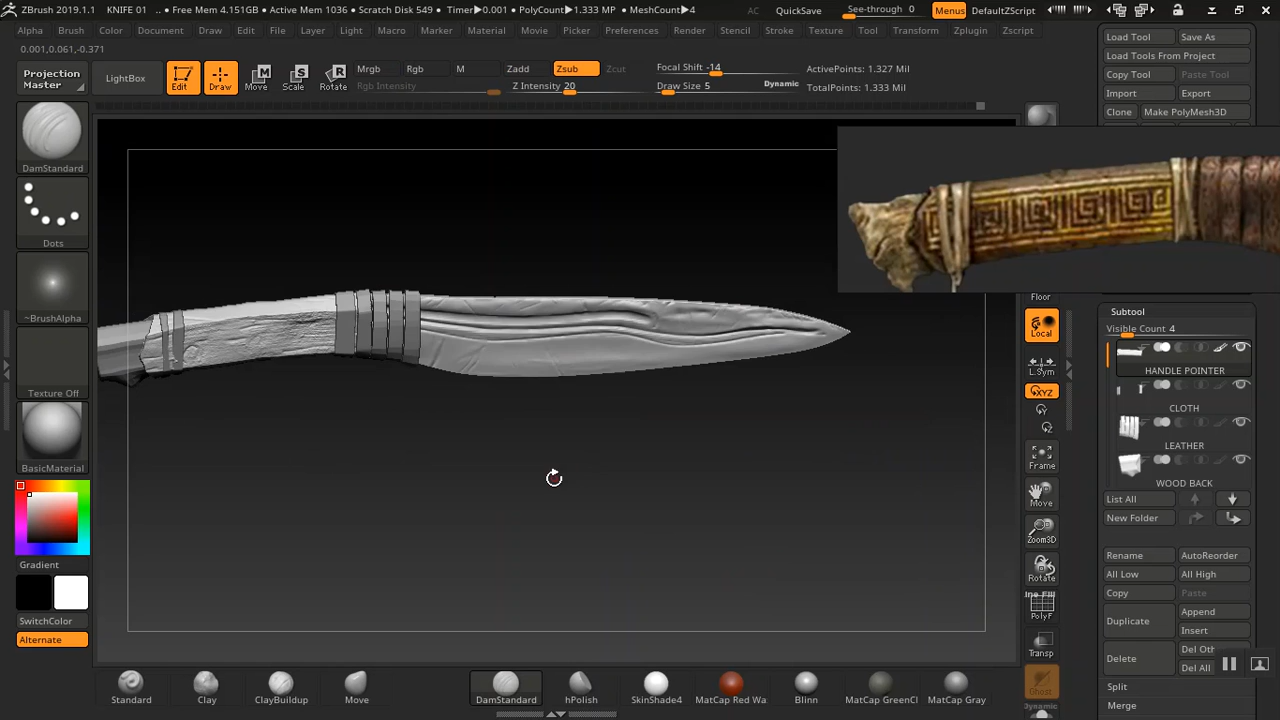 ZBrush 2019.1.1 KNIFE 01 .. • Free Mem 4.151GB • Active Mem 1036 • Scratch Disk 549 • Timer▶0.001 • PolyCount▶1.333 MP • MeshCount▶4 AC QuickSave See-through 0 Menus DefaultZScript
Alpha Brush Color Document Draw Edit File Layer Light Macro Marker Material Movie Picker Preferences Render Stencil Stroke Texture Tool Transform Zplugin Zscript
0.001,0.061,-0.371
Projection Master
LightBox
Edit
Draw
Move
Scale
Rotate
Mrgb Rgb M Zadd Zsub Zcut
Rgb Intensity Z Intensity 20
Focal Shift -14
Draw Size 5 Dynamic
ActivePoints: 1.327 Mil
TotalPoints: 1.333 Mil
DamStandard
Dots
~BrushAlpha
Texture Off
BasicMaterial
Gradient
SwitchColor
Alternate
Floor
Local
L.Sym
XYZ
Y
Z
Frame
Move
Zoom3D
Rotate
ine Fill
PolyF
Transp
Ghost
Dynamic
Load Tool Save As
Load Tools From Project
Copy Tool Paste Tool
Import Export
Clone Make PolyMesh3D
Subtool
Visible Count 4
HANDLE POINTER
CLOTH
LEATHER
WOOD BACK
List All
New Folder
Rename AutoReorder
All Low All High
Copy Paste
Duplicate Append
Insert
Delete Del Oth
Del All
Split
Merge
Standard Clay ClayBuildup Move DamStandard hPolish SkinShade4 MatCap Red Wa Blinn MatCap GreenCl MatCap Gray